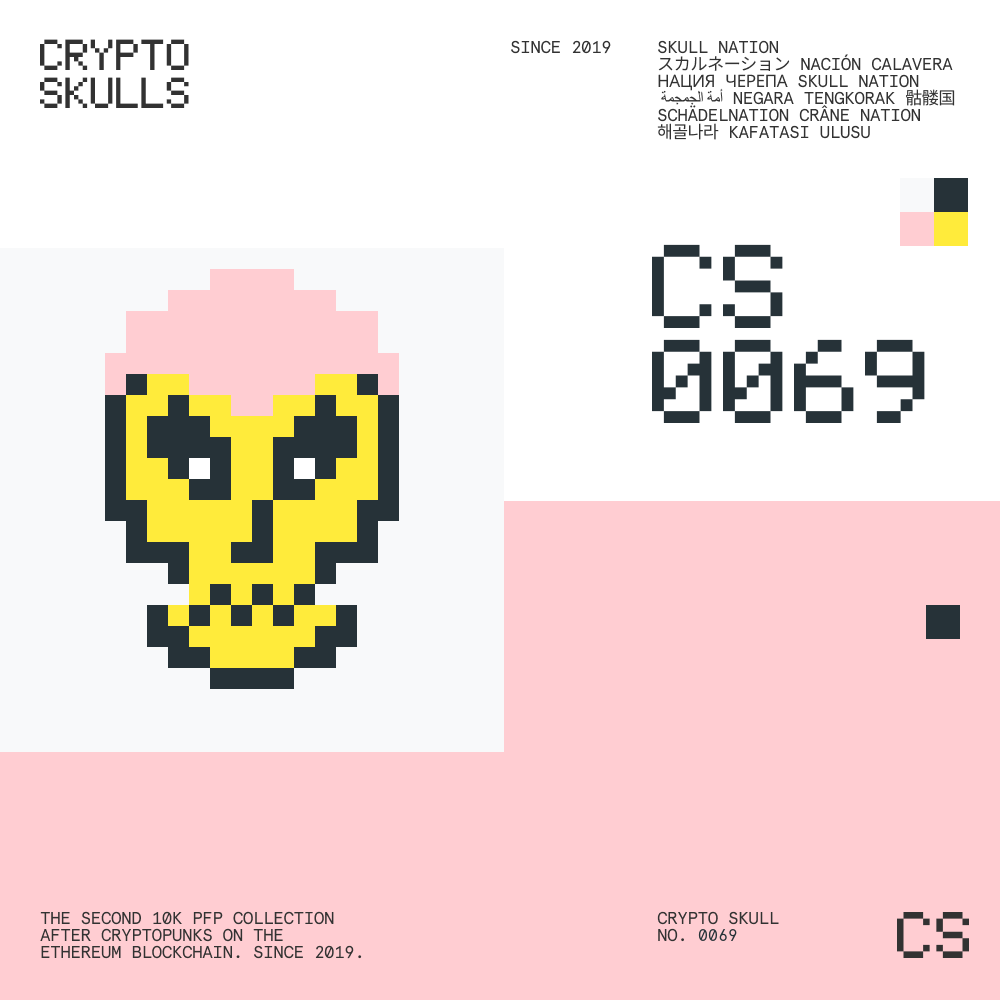 CRYPTO
SKULLS
SINCE 2019
SKULL NATION
スカルネーション NACIÓN CALAVERA
НАЦИЯ ЧЕРЕПА SKULL NATION
أمة الجمجمة NEGARA TENGKORAK 骷髅国
SCHÄDELNATION CRÂNE NATION
해골나라 KAFATASI ULUSU
CS
0069
THE SECOND 10K PFP COLLECTION
AFTER CRYPTOPUNKS ON THE
ETHEREUM BLOCKCHAIN. SINCE 2019.
CRYPTO SKULL
NO. 0069
CS